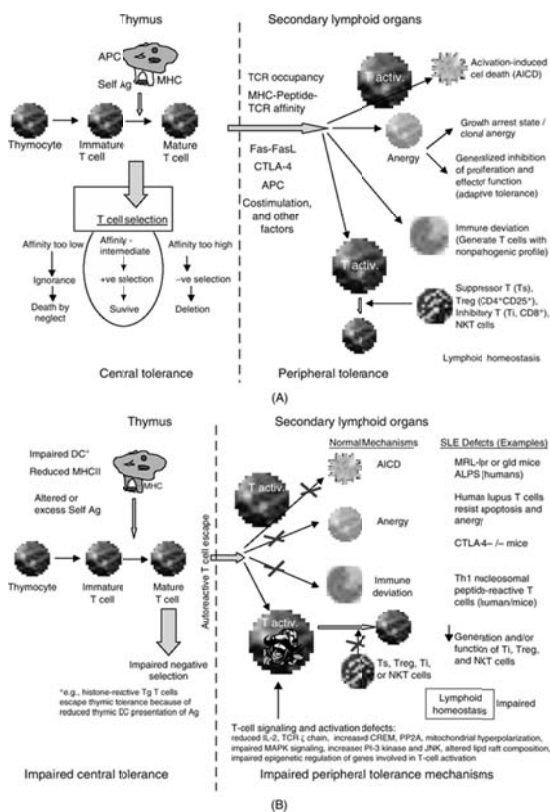 Thymus
Secondary lymphoid organs
APC
MHC
Self Ag
Thymocyte
Immature
T cell
Mature
T cell
T cell selection
Affinity too low
Ignorance
Death by
neglect
Affinity -
intermediate
+ve selection
Suvive
Affinity too high
-ve selection
Deletion
Central tolerance
TCR occupancy
MHC-Peptide-
TCR affinity
Fas-FasL
CTLA-4
APC
Costimulation,
and other
factors
T activ.
Acivation-induced
cell death (AICD)
Anergy
Growth arrest state /
clonal anergy
Generalized inhibition
of proliferation and
effector function
(adaptive tolerance)
Immune deviation
(Generate T cells with
nonpahogenic profile)
T activ.
Suppressor T (Ts),
Treg (CD4+CD25+),
Inhibitory T (Ti, CD8+),
NKT cells
Lymphoid homeostasis
Peripheral tolerance
(A)
Thymus
Secondary lymphoid organs
Impaired DC*
Reduced MHCII
Altered or
excess Self Ag
MHC
Thymocyte
Immature
T cell
Mature
T cell
Impaired negative
selection
*e.g., histone-reactive Tg T cells
escape thymic tolerance because of
reduced thymic DC presentation of Ag
Impaired central tolerance
Autoreactive T cell escape
Normal Mechanisms
SLE Defects (Examples)
T activ.
AICD
MRL-lpr or gld mice
ALPS (humans)
Anergy
Human lupus T cells
resist apoptosis and
anergy
CTLA-4-/- mice
Immune
deviation
Th1 nucleosomal
peptide-reactive T
cells (human/mice)
T activ.
Ts, Treg, Ti,
or NKT cells
Generation and/or
function of Ti, Treg,
and NKT cells
Lymphoid
homeostasis
Impaired
T-cell signaling and activation defects:
reduced IL-2, TCR ζ chain, increased CREM, PP2A, mitochondrial hyperpolarization,
impaired MAPK signaling, increased PI-3 kinase and JNK, altered lipid raft composition,
impaired epigenetic regulation of genes involved in T-cell activation
Impaired peripheral tolerance mechanisms
(B)